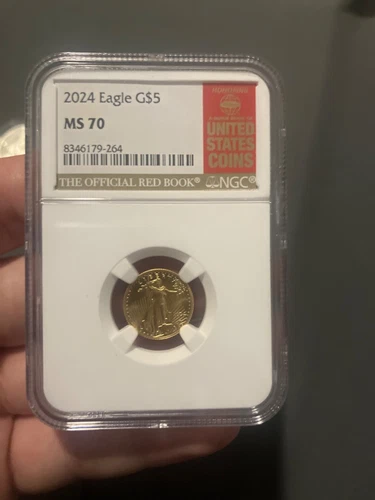 2024 Eagle G$5
MS 70
8346179-264
UNITED
STATES
COINS
THE OFFICIAL RED BOOK®
NGC®